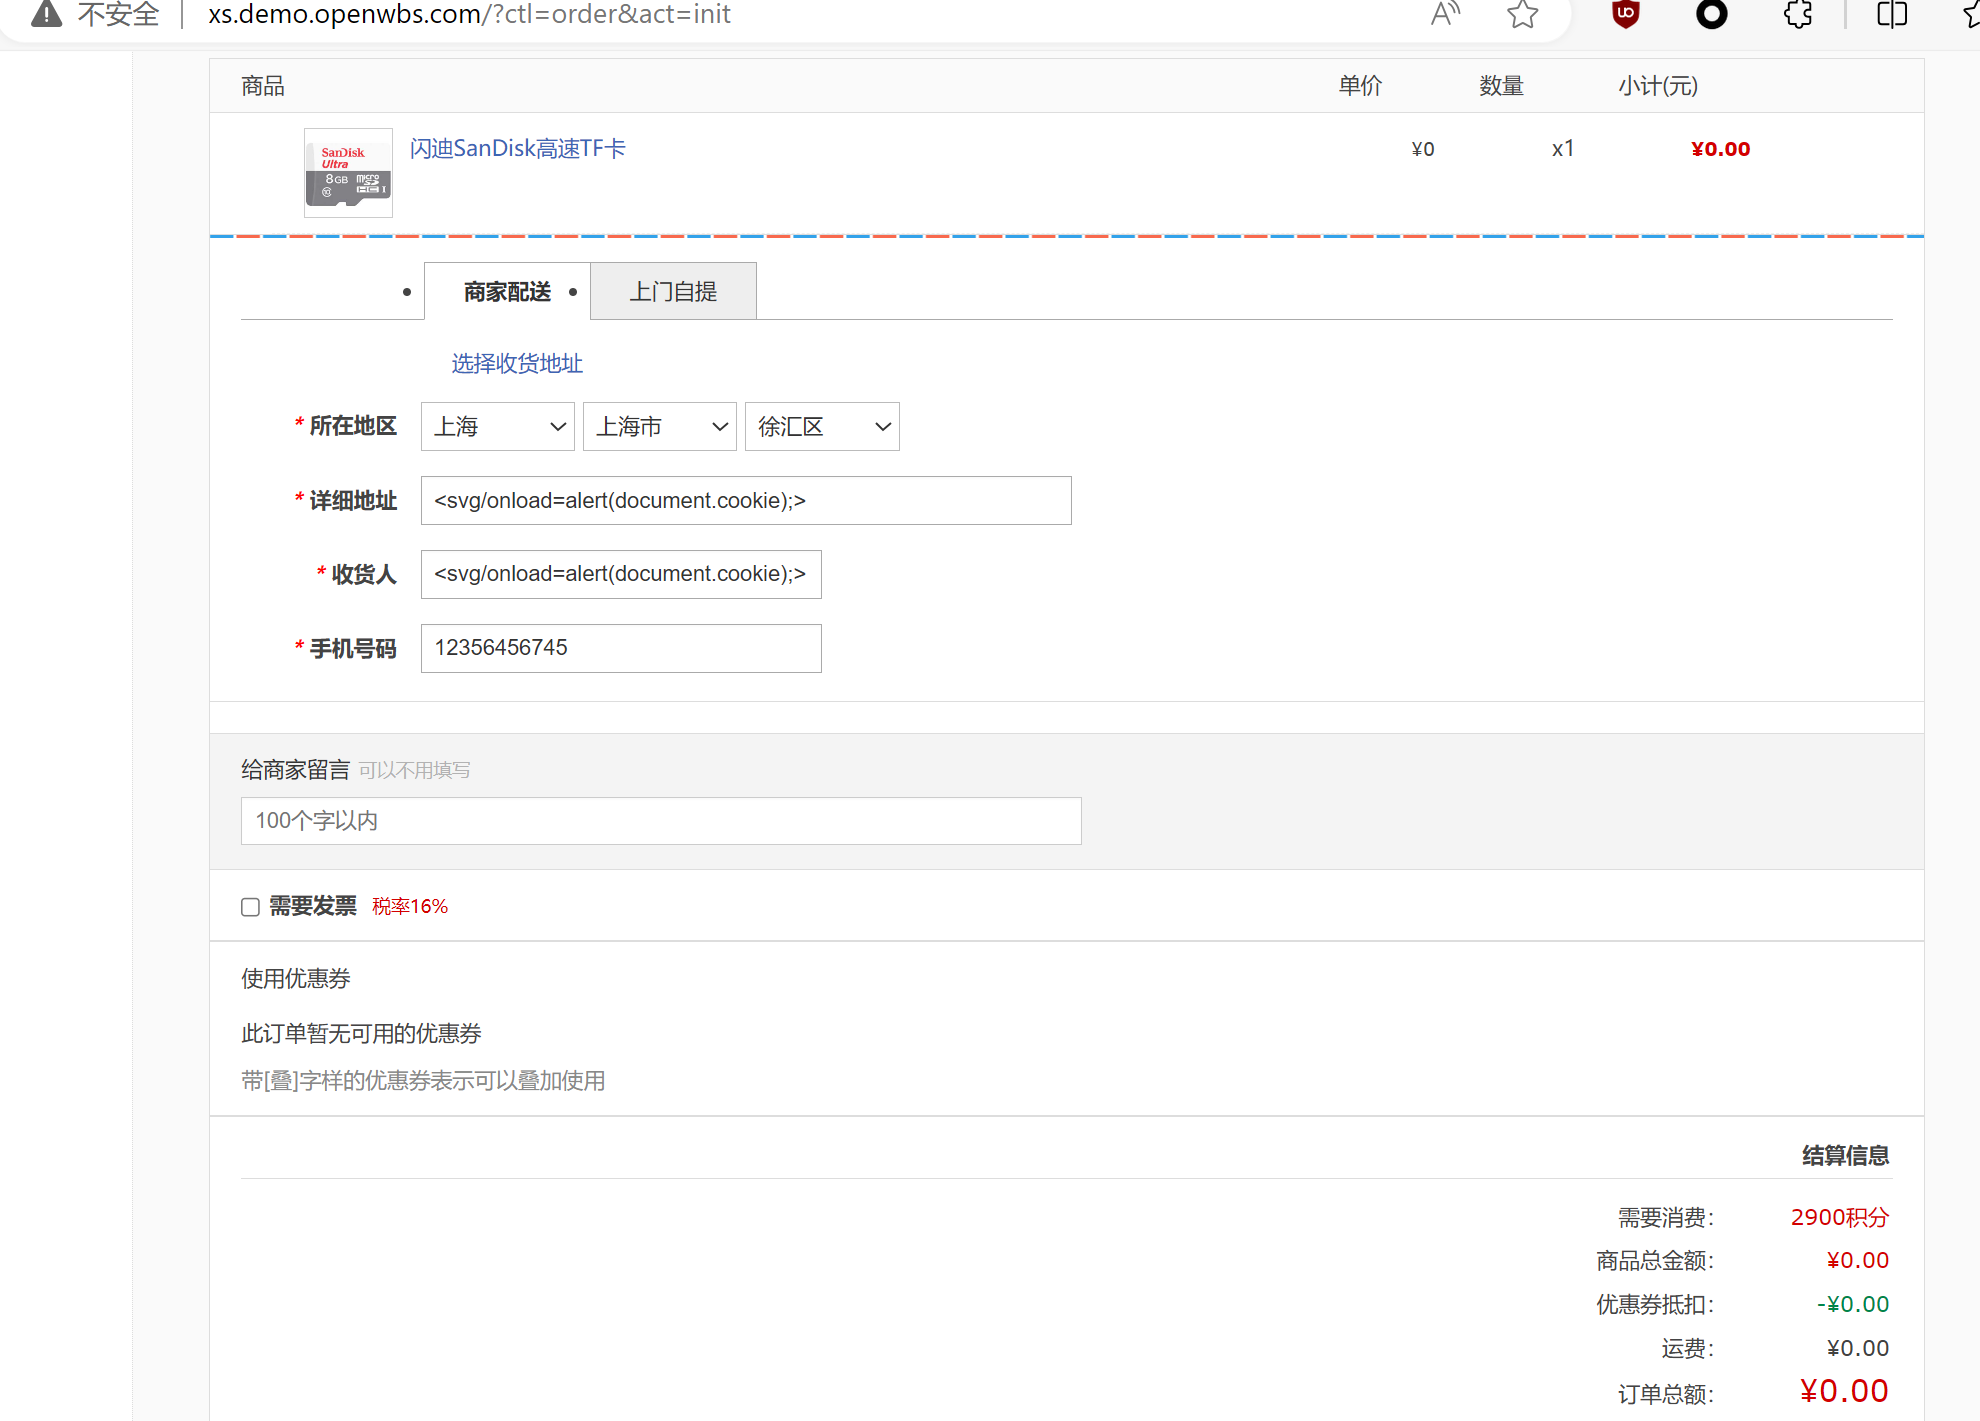 不安全 xs.demo.openwbs.com/?ctl=order&act=init
商品 单价 数量 小计(元)
SanDisk
Ultra
8GB micro
闪迪SanDisk高速TF卡 ¥0 x1 ¥0.00
商家配送 上门自提
选择收货地址
* 所在地区 上海 上海市 徐汇区
* 详细地址 <svg/onload=alert(document.cookie);>
* 收货人 <svg/onload=alert(document.cookie);>
* 手机号码 12356456745
给商家留言 可以不用填写
100个字以内
需要发票 税率16%
使用优惠券
此订单暂无可用的优惠券
带[叠]字样的优惠券表示可以叠加使用
结算信息
需要消费： 2900积分
商品总金额： ¥0.00
优惠券抵扣： -¥0.00
运费： ¥0.00
订单总额： ¥0.00